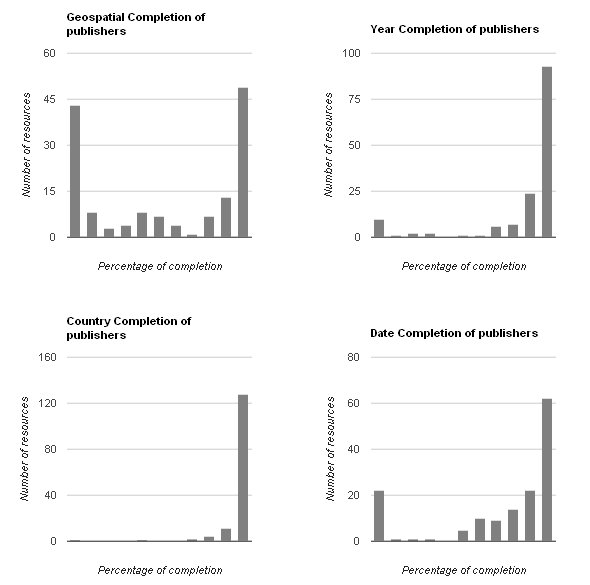 Geospatial Completion of
publishers
60
45
30
15
0
Number of resources
Percentage of completion
Year Completion of publishers
100
75
50
25
0
Number of resources
Percentage of completion
Country Completion of
publishers
160
120
80
40
0
Number of resources
Percentage of completion
Date Completion of publishers
80
60
40
20
0
Number of resources
Percentage of completion